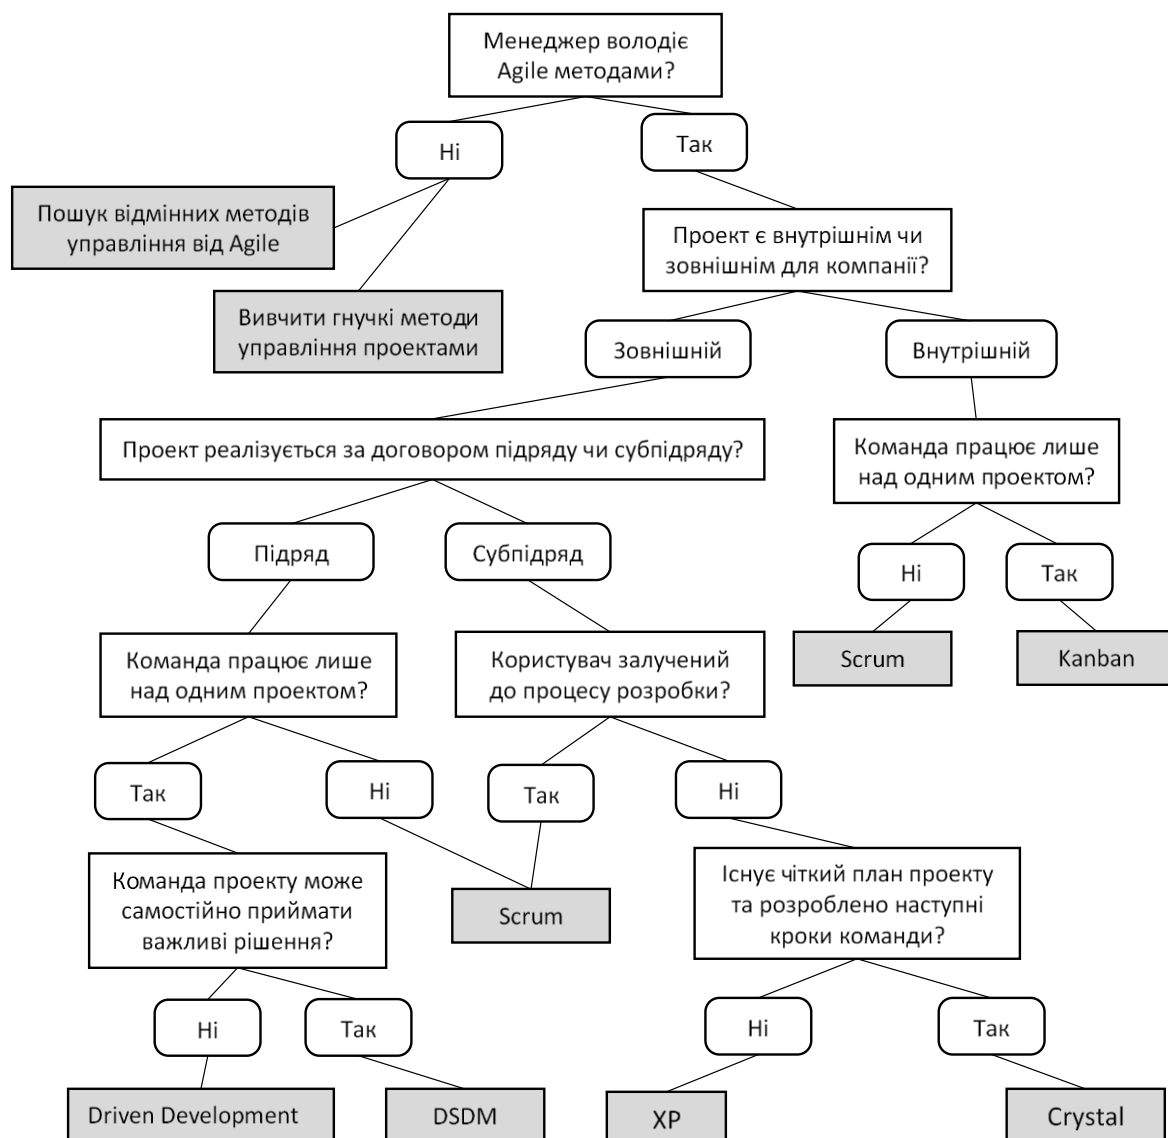 Менеджер володіє
Agile методами?
Ні
Так
Пошук відмінних методів
управління від Agile
Проект є внутрішнім чи
зовнішнім для компанії?
Вивчити гнучкі методи
управління проектами
Зовнішній
Внутрішній
Проект реалізується за договором підряду чи субпідряду?
Команда працює лише
над одним проектом?
Підряд
Субпідряд
Ні
Так
Команда працює лише
над одним проектом?
Користувач залучений
до процесу розробки?
Scrum
Kanban
Так
Ні
Так
Ні
Команда проекту може
самостійно приймати
важливі рішення?
Scrum
Існує чіткий план проекту
та розроблено наступні
кроки команди?
Ні
Так
Ні
Так
Driven Development
DSDM
XP
Crystal